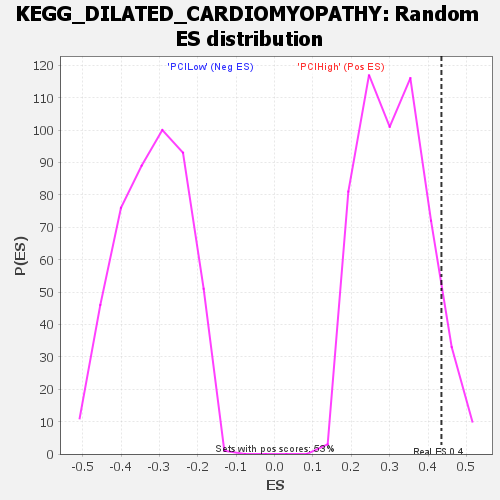 KEGG_DILATED_CARDIOMYOPATHY: Random
ES distribution
'PCILow' (Neg ES) 'PCIHigh' (Pos ES)
120
110
100
90
80
70
60
50
40
30
20
10
0
P(ES)
Sets with pos scores: 53%
Real ES 0.4
-0.5 -0.4 -0.3 -0.2 -0.1 0.0 0.1 0.2 0.3 0.4 0.5
ES